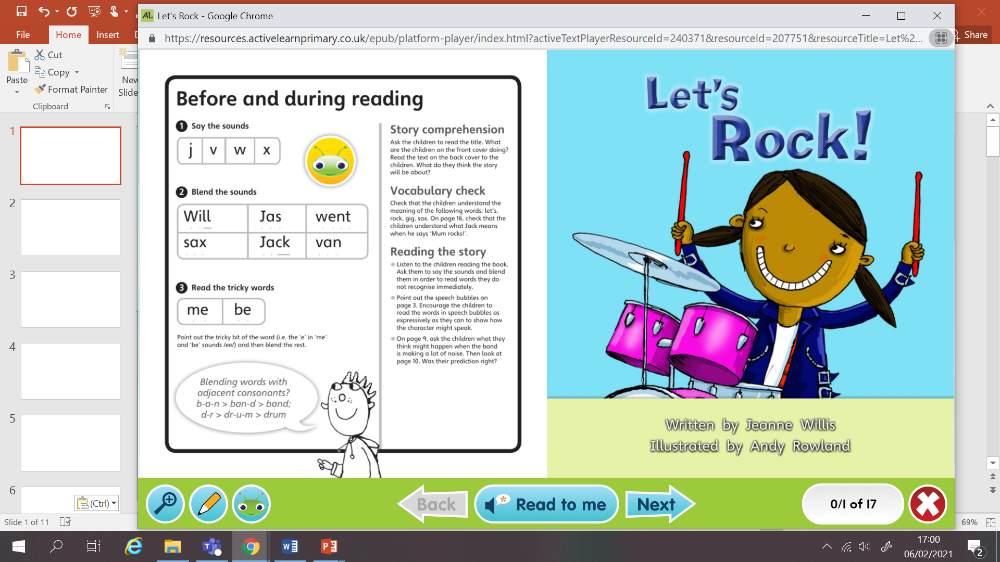 Let's Rock - Google Chrome
https://resources.activelearnprimary.co.uk/epub/platform-player/index.html?activeTextPlayerResourceId=240371&resourceId=207751&resourceTitle=Let%2...
File
Home
Insert
Share
Paste
Cut
Copy
Format Painter
Clipboard
New
Slide
1
2
3
4
5
6
(Ctrl)
Before and during reading
1 Say the sounds
j v w x
2 Blend the sounds
Will Jas went
sax Jack van
3 Read the tricky words
me be
Point out the tricky bit of the word (i.e. the 'e' in 'me'
and 'be' sounds /ee/) and then blend the rest.
Blending words with
adjacent consonants?
b-a-n > ban-d > band;
d-r > dr-u-m > drum
Story comprehension
Ask the children to read the title. What
are the children on the front cover doing?
Read the text on the back cover to the
children. What do they think the story
will be about?
Vocabulary check
Check that the children understand the
meaning of the following words: let's,
rock, gig, sax. On page 16, check that the
children understand what Jack means
when he says 'Mum rocks!'.
Reading the story
Listen to the children reading the book.
Ask them to say the sounds and blend
them in order to read words they do
not recognise immediately.
Point out the speech bubbles on
page 3. Encourage the children to
read the words in speech bubbles as
expressively as they can to show how
the character might speak.
On page 9, ask the children what they
think might happen when the band
is making a lot of noise. Then look at
page 10. Was their prediction right?
Let's
Rock!
Written by Jeanne Willis
Illustrated by Andy Rowland
Back
Read to me
Next
0/1 of 17
Slide 1 of 11
69%
17:00
06/02/2021
2